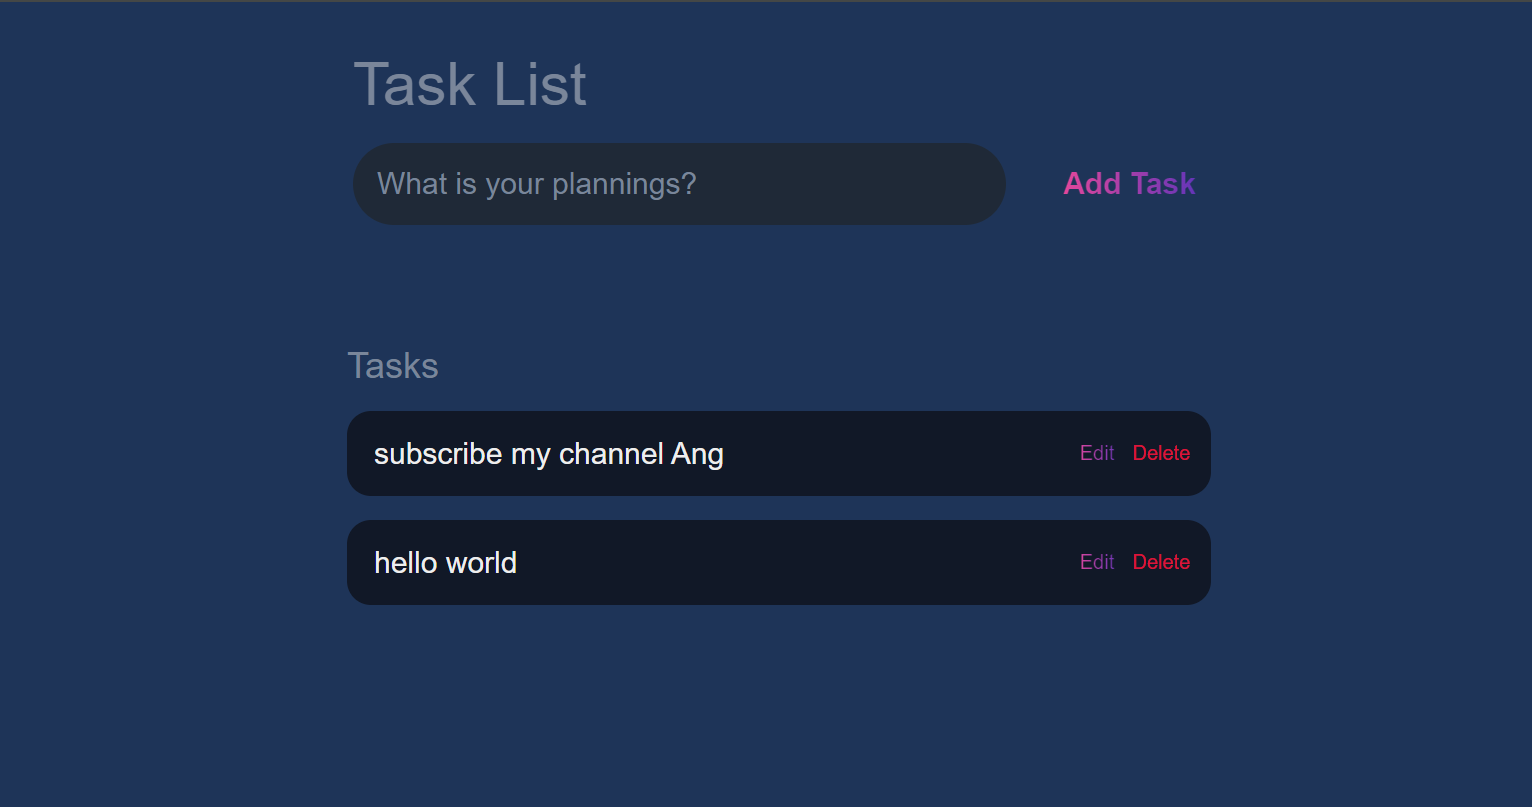 Task List
What is your plannings?
Add Task
Tasks
subscribe my channel Ang
Edit Delete
hello world
Edit Delete